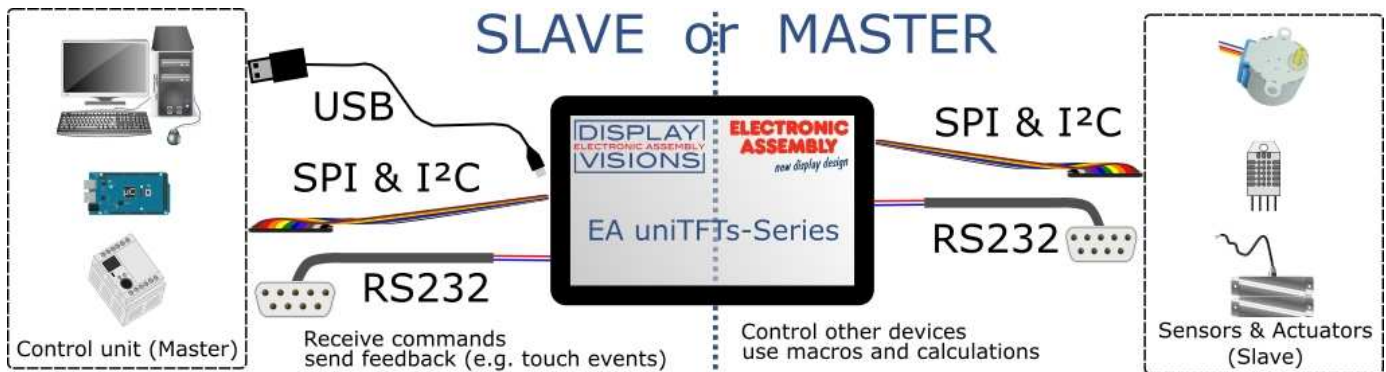 SLAVE or MASTER
USB
SPI & I²C
RS232
Control unit (Master)
Receive commands
send feedback (e.g. touch events)
DISPLAY
ELECTRONIC ASSEMBLY
VISIONS
ELECTRONIC
ASSEMBLY
new display design
EA uniTFTs-Series
SPI & I²C
RS232
Control other devices
use macros and calculations
Sensors & Actuators
(Slave)